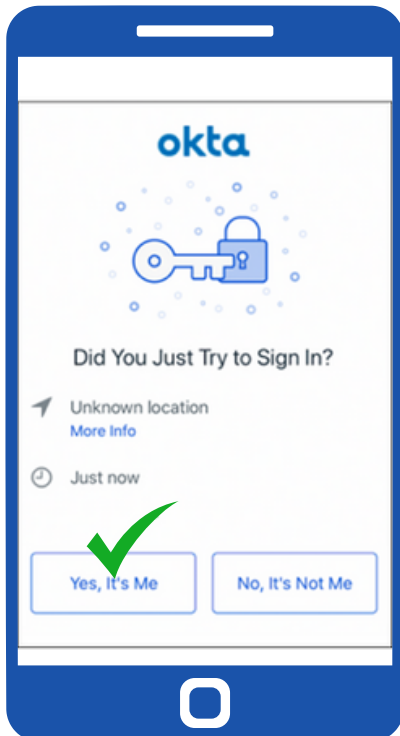 okta
Did You Just Try to Sign In?
Unknown location
More Info
Just now
Yes, It's Me
No, It's Not Me